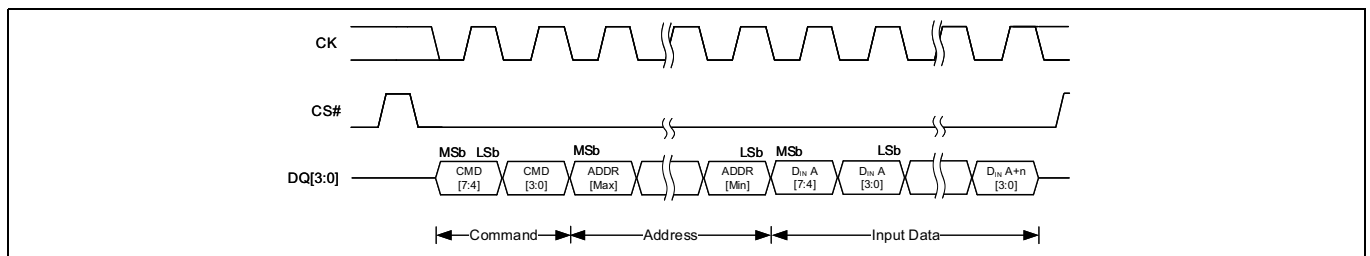 CK
CS#
MSb LSb MSb LSb MSb LSb
DQ[3:0]
CMD [7:4] CMD [3:0] ADDR [Max] ADDR [Min] DIN A [7:4] DIN A [3:0] DIN A+n [3:0]
Command Address Input Data